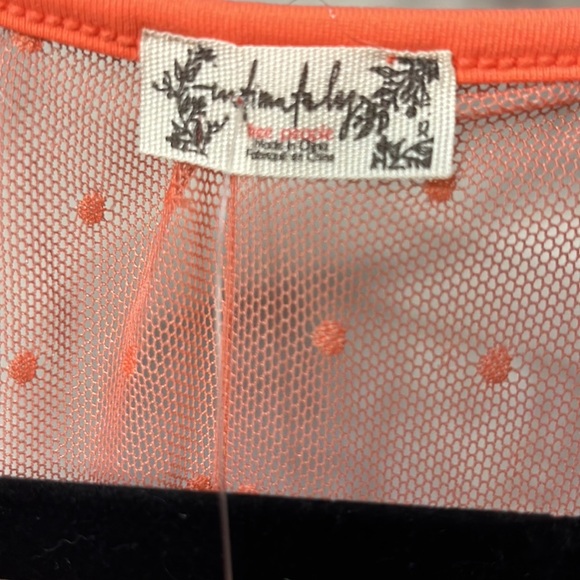 intimately
free people
Made in China
Fabriqué en Chine